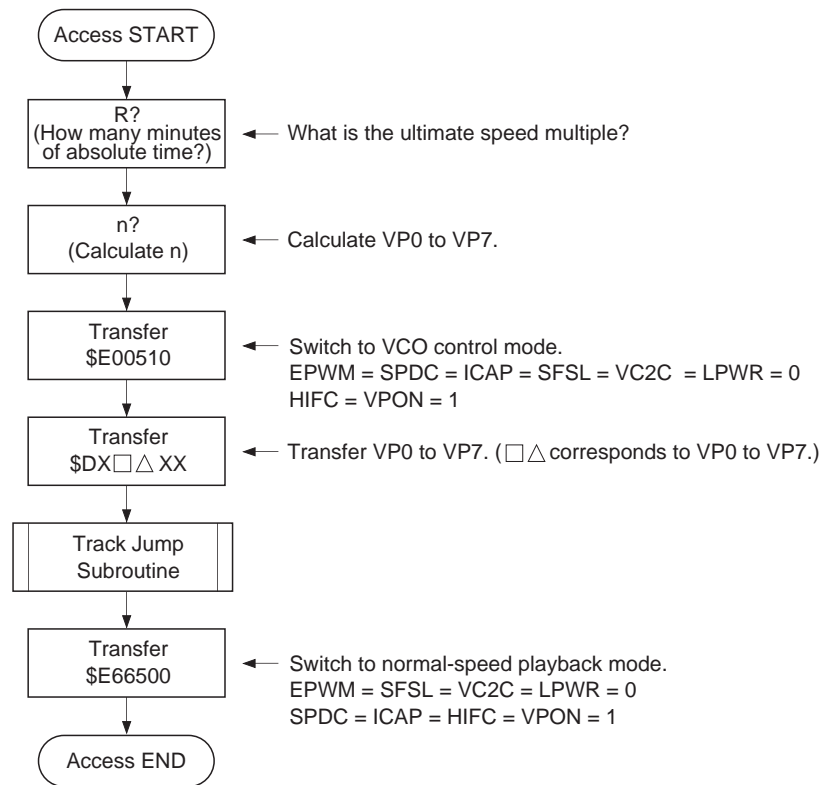 Access START
R?
(How many minutes
of absolute time?)
What is the ultimate speed multiple?
n?
(Calculate n)
Calculate VP0 to VP7.
Transfer
$E00510
Switch to VCO control mode.
EPWM = SPDC = ICAP = SFSL = VC2C = LPWR = 0
HIFC = VPON = 1
Transfer
$DX□△ XX
Transfer VP0 to VP7. (□△ corresponds to VP0 to VP7.)
Track Jump
Subroutine
Transfer
$E66500
Switch to normal-speed playback mode.
EPWM = SFSL = VC2C = LPWR = 0
SPDC = ICAP = HIFC = VPON = 1
Access END